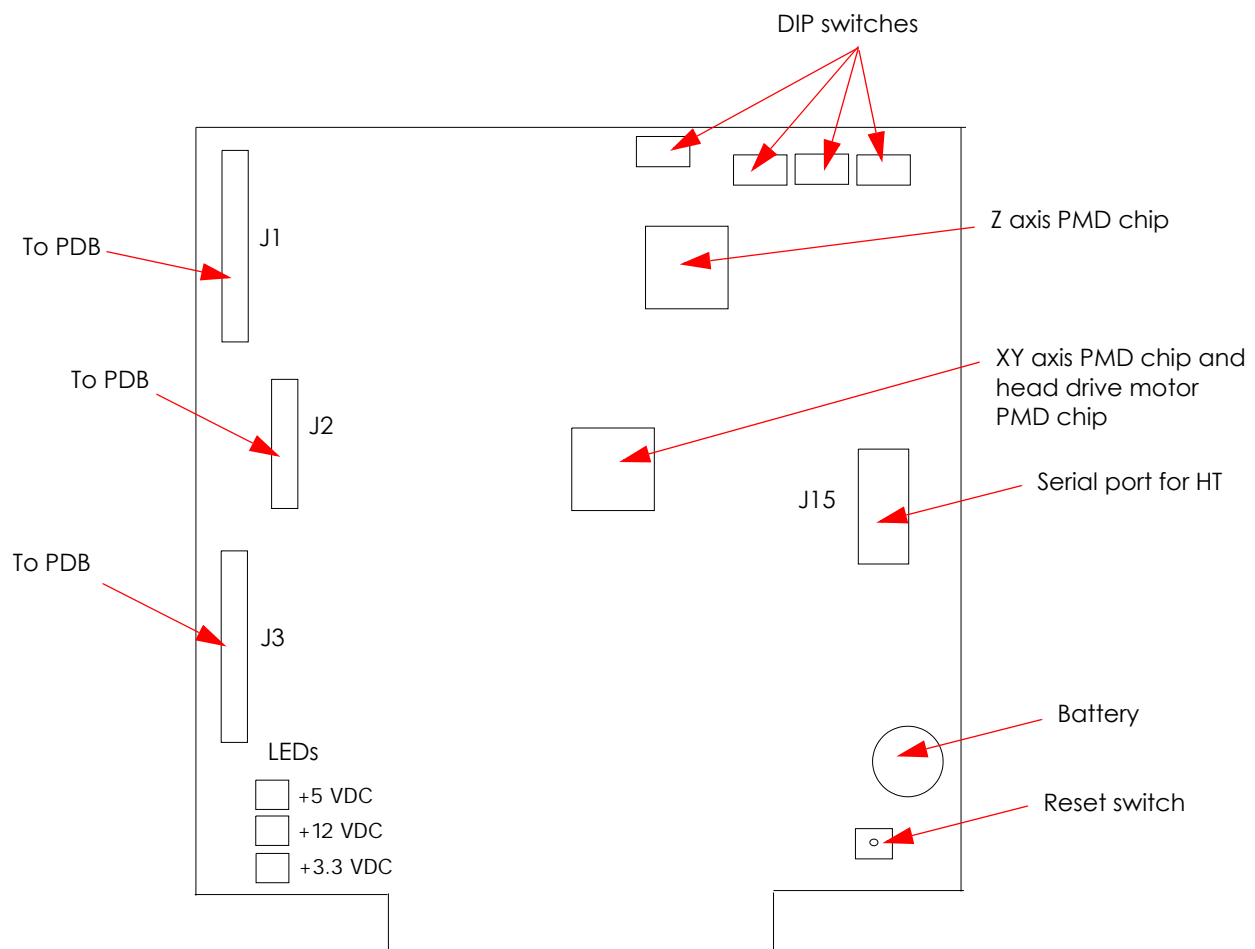 DIP switches
Z axis PMD chip
J1
To PDB
XY axis PMD chip and
head drive motor
PMD chip
To PDB
J2
Serial port for HT
J15
To PDB
J3
Battery
LEDs
+5 VDC
Reset switch
+12 VDC
+3.3 VDC